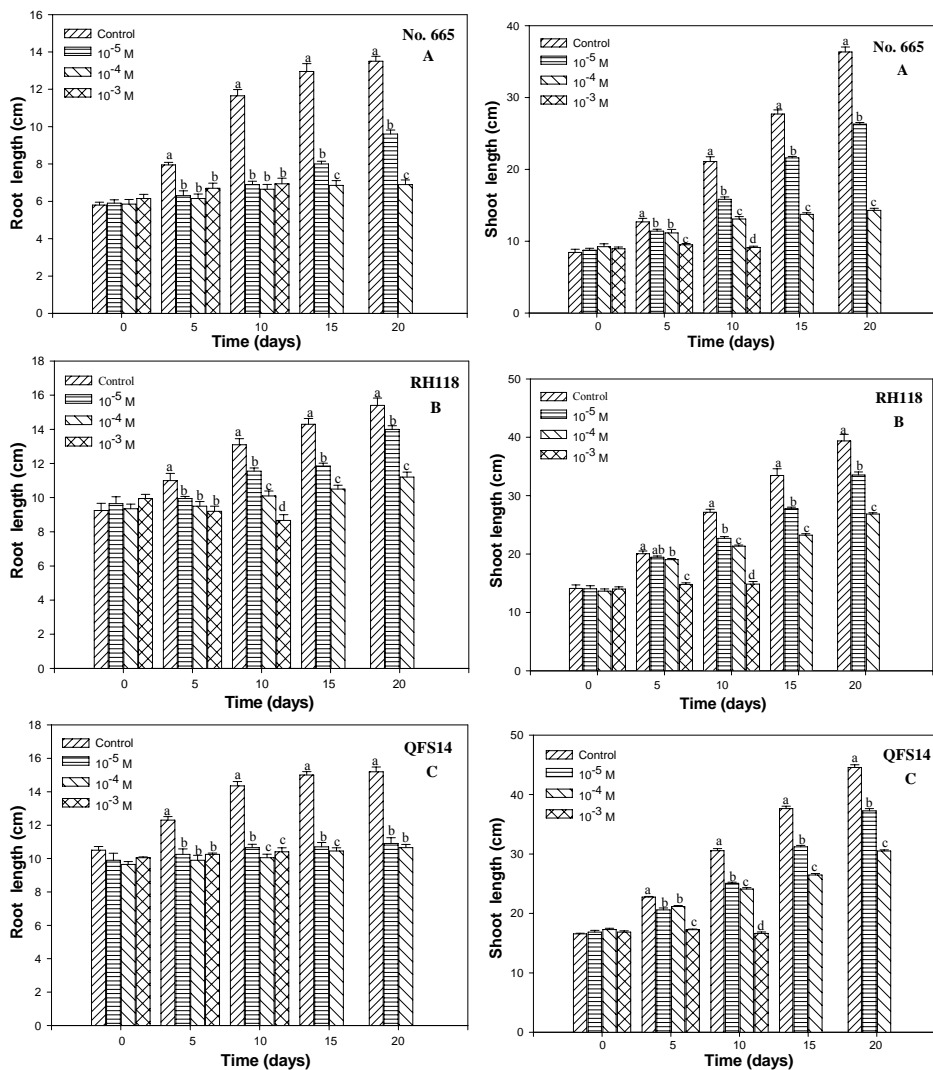 No. 665
A
Control
10⁻⁵ M
10⁻⁴ M
10⁻³ M
Root length (cm)
16
14
12
10
8
6
4
2
0
a b b b
a b b b
a b c
a b c
0 5 10 15 20
Time (days)
No. 665
A
Control
10⁻⁵ M
10⁻⁴ M
10⁻³ M
Shoot length (cm)
40
30
20
10
0
a b b c
a b c d
a b c
a b c
0 5 10 15 20
Time (days)
RH118
B
Control
10⁻⁵ M
10⁻⁴ M
10⁻³ M
Root length (cm)
18
16
14
12
10
8
6
4
2
0
a b b b
a b c d
a b c
a b c
0 5 10 15 20
Time (days)
RH118
B
Control
10⁻⁵ M
10⁻⁴ M
10⁻³ M
Shoot length (cm)
50
40
30
20
10
0
a ab b c
a b c d
a b c
a b c
0 5 10 15 20
Time (days)
QFS14
C
Control
10⁻⁵ M
10⁻⁴ M
10⁻³ M
Root length (cm)
18
16
14
12
10
8
6
4
2
0
a b b b
a b c c
a b c
a b b
0 5 10 15 20
Time (days)
QFS14
C
Control
10⁻⁵ M
10⁻⁴ M
10⁻³ M
Shoot length (cm)
50
40
30
20
10
0
a b b c
a b c d
a b c
a b c
0 5 10 15 20
Time (days)